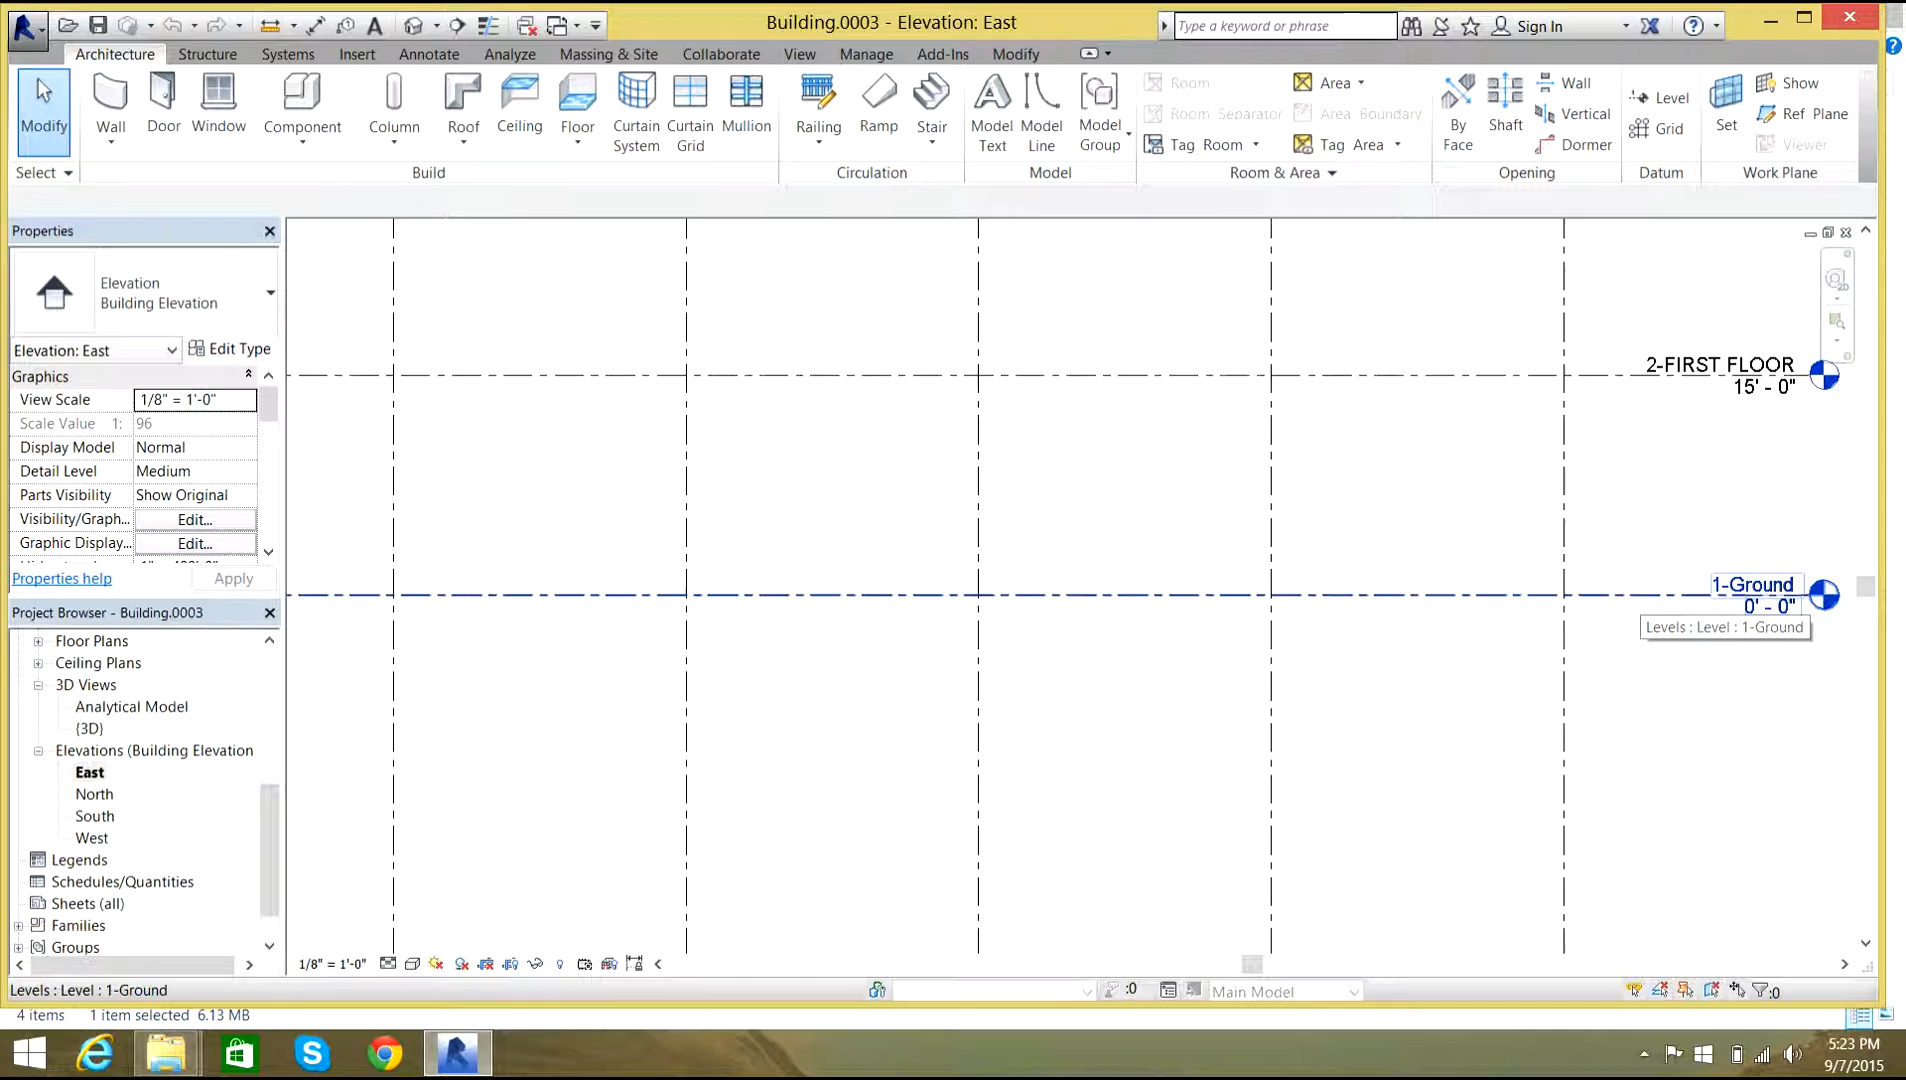 Building.0003 - Elevation: East
Type a keyword or phrase
Sign In
Architecture Structure Systems Insert Annotate Analyze Massing & Site Collaborate View Manage Add-Ins Modify
Modify
Wall
Door
Window
Component
Column
Roof
Ceiling
Floor
Curtain System
Curtain Grid
Mullion
Railing
Ramp
Stair
Model Text
Model Line
Model Group
Room
Room Separator
Tag Room
Area
Area Boundary
Tag Area
By Face
Shaft
Wall
Vertical
Dormer
Level
Grid
Set
Show
Ref Plane
Viewer
Select Build Circulation Model Room & Area Opening Datum Work Plane
Properties
Elevation
Building Elevation
Elevation: East
Edit Type
Graphics
View Scale 1/8" = 1'-0"
Scale Value 1: 96
Display Model Normal
Detail Level Medium
Parts Visibility Show Original
Visibility/Graph... Edit...
Graphic Display... Edit...
Properties help
Apply
Project Browser - Building.0003
Floor Plans
Ceiling Plans
3D Views
Analytical Model
{3D}
Elevations (Building Elevation
East
North
South
West
Legends
Schedules/Quantities
Sheets (all)
Families
Groups
2D
2-FIRST FLOOR
15' - 0"
1-Ground
0' - 0"
Levels : Level : 1-Ground
1/8" = 1'-0"
Levels : Level : 1-Ground
:0
Main Model
:0
4 items 1 item selected 6.13 MB
5:23 PM
9/7/2015